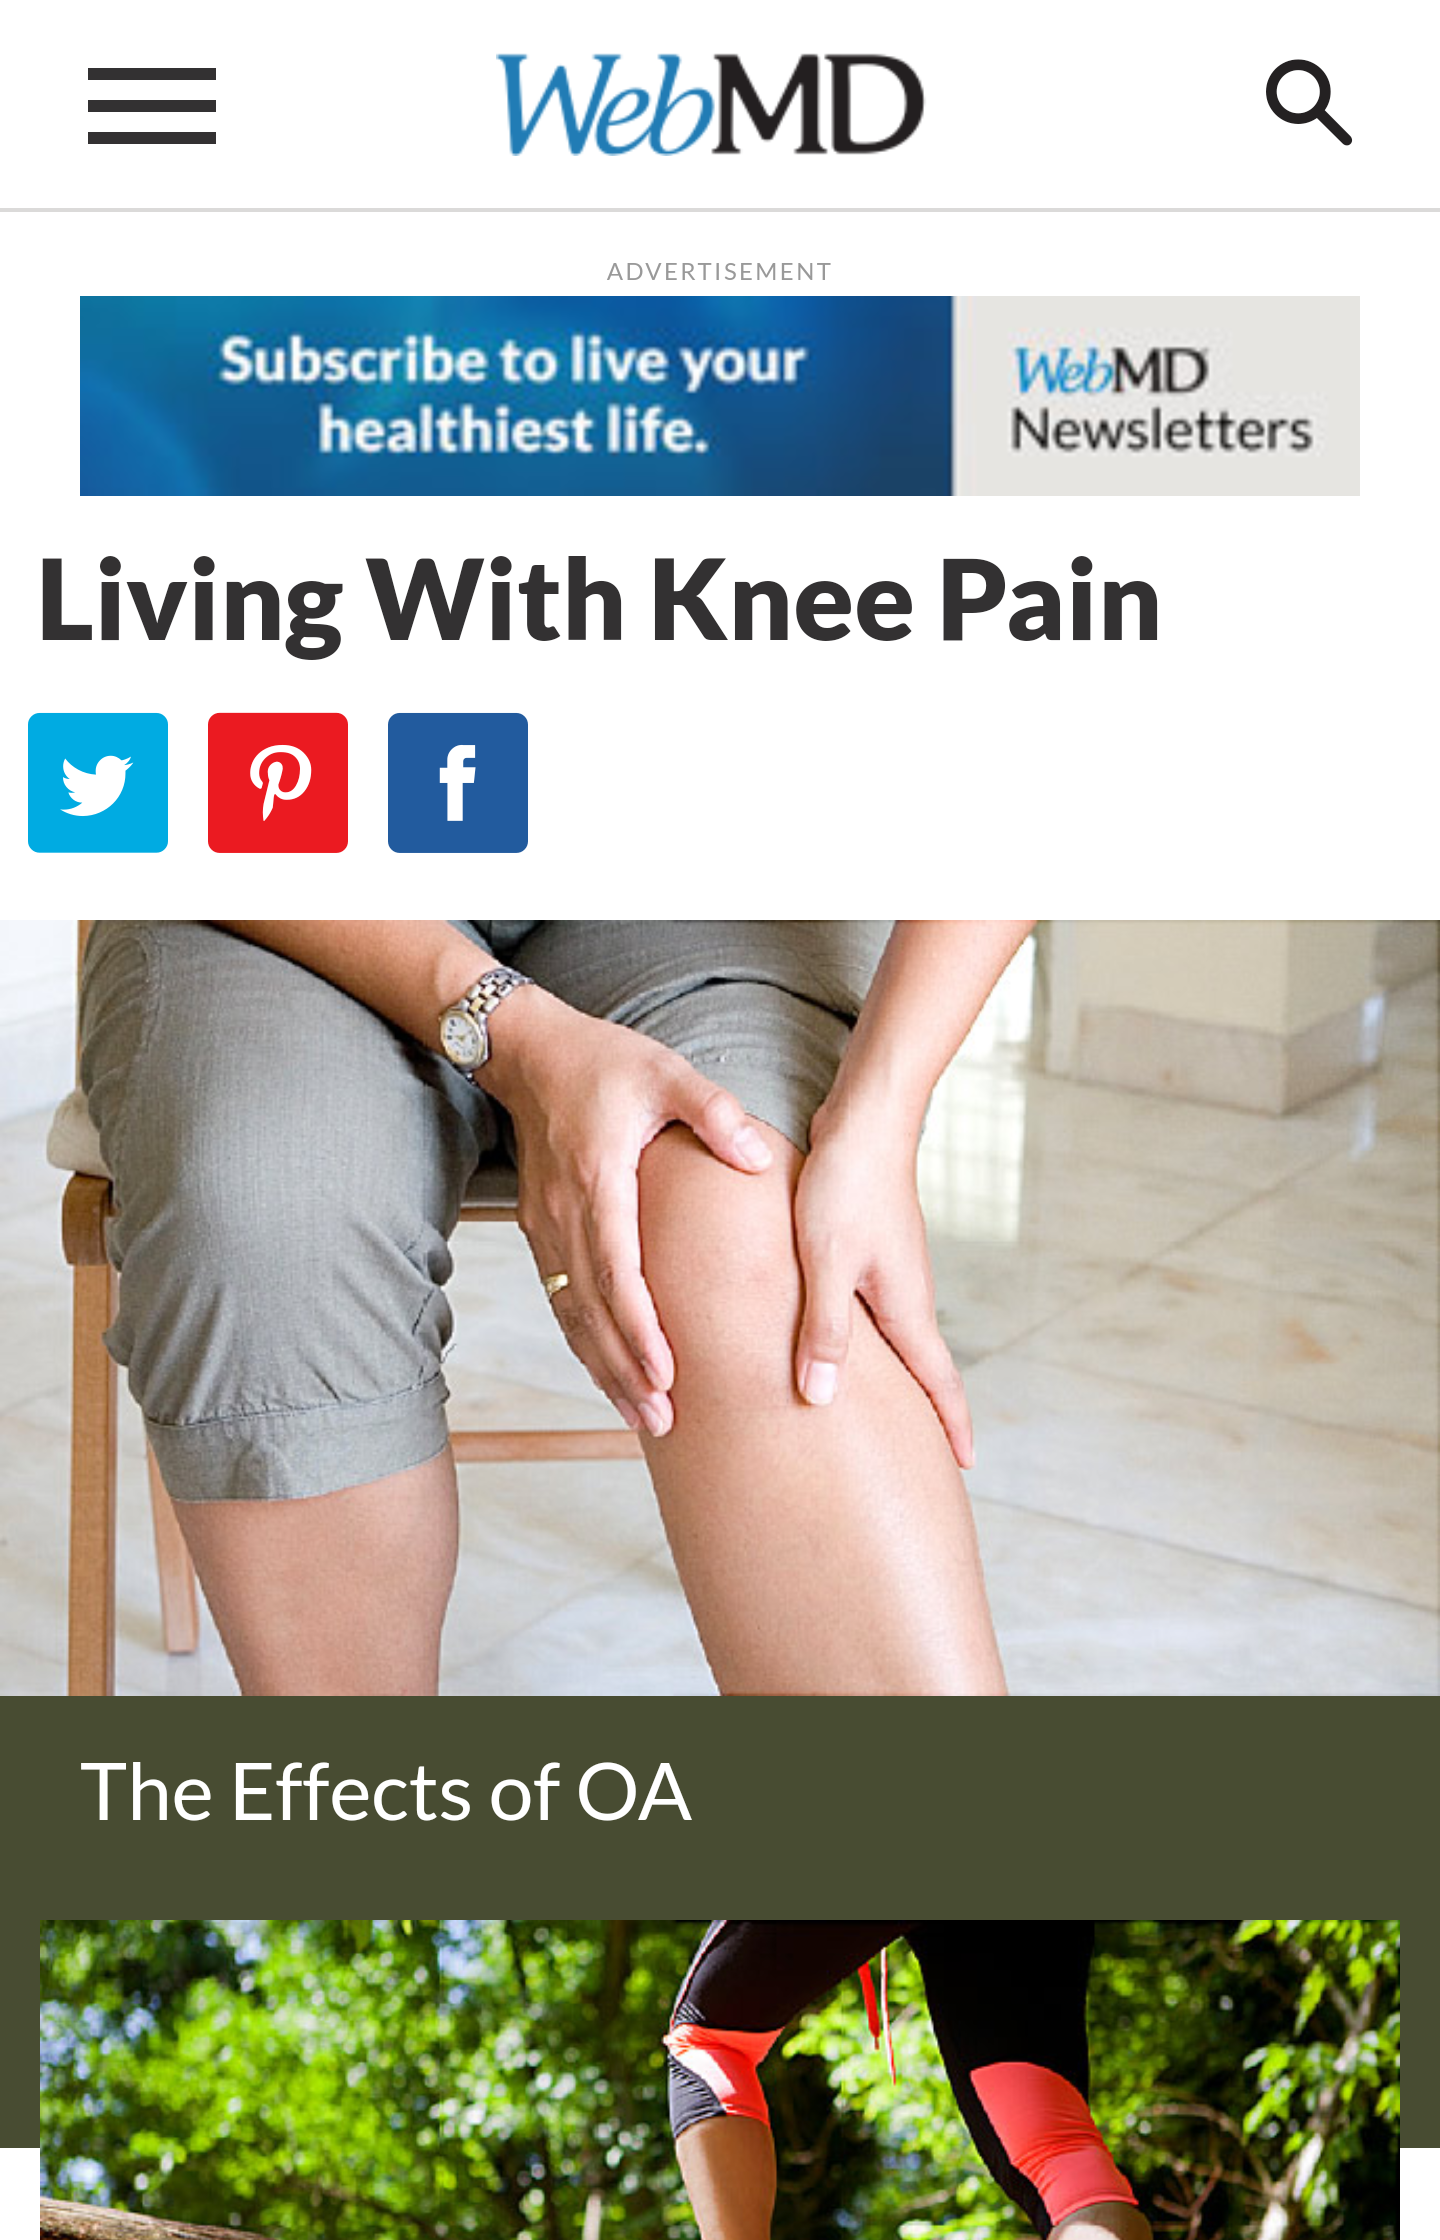 WebMD
ADVERTISEMENT
Subscribe to live your
healthiest life.
WebMD
Newsletters
Living With Knee Pain
The Effects of OA